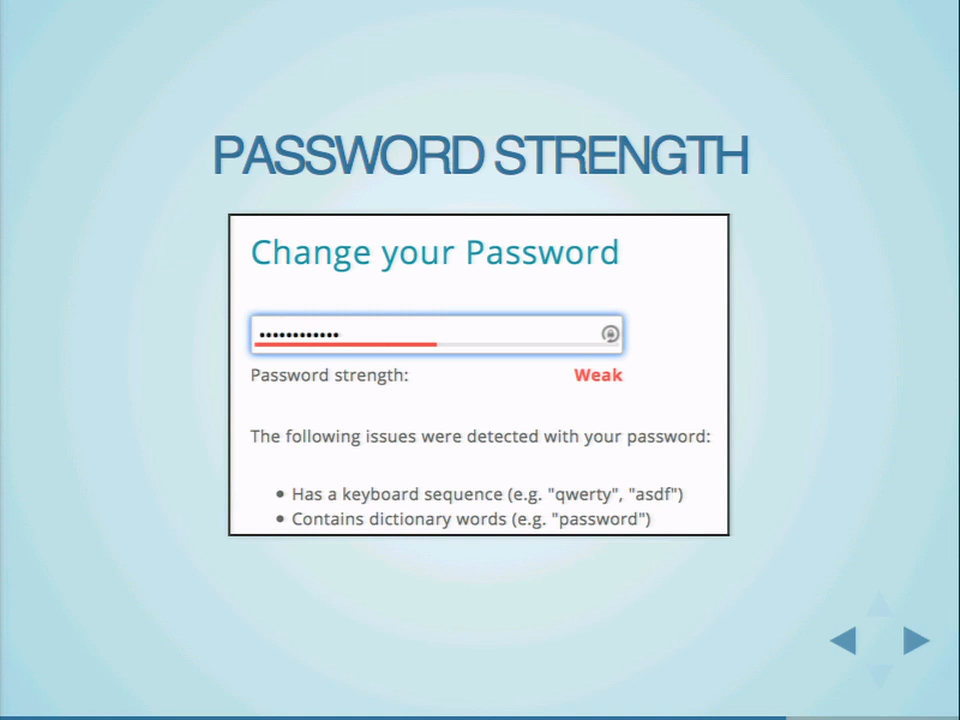 PASSWORD STRENGTH
Change your Password
••••••••••••
Password strength: Weak
The following issues were detected with your password:
• Has a keyboard sequence (e.g. "qwerty", "asdf")
• Contains dictionary words (e.g. "password")